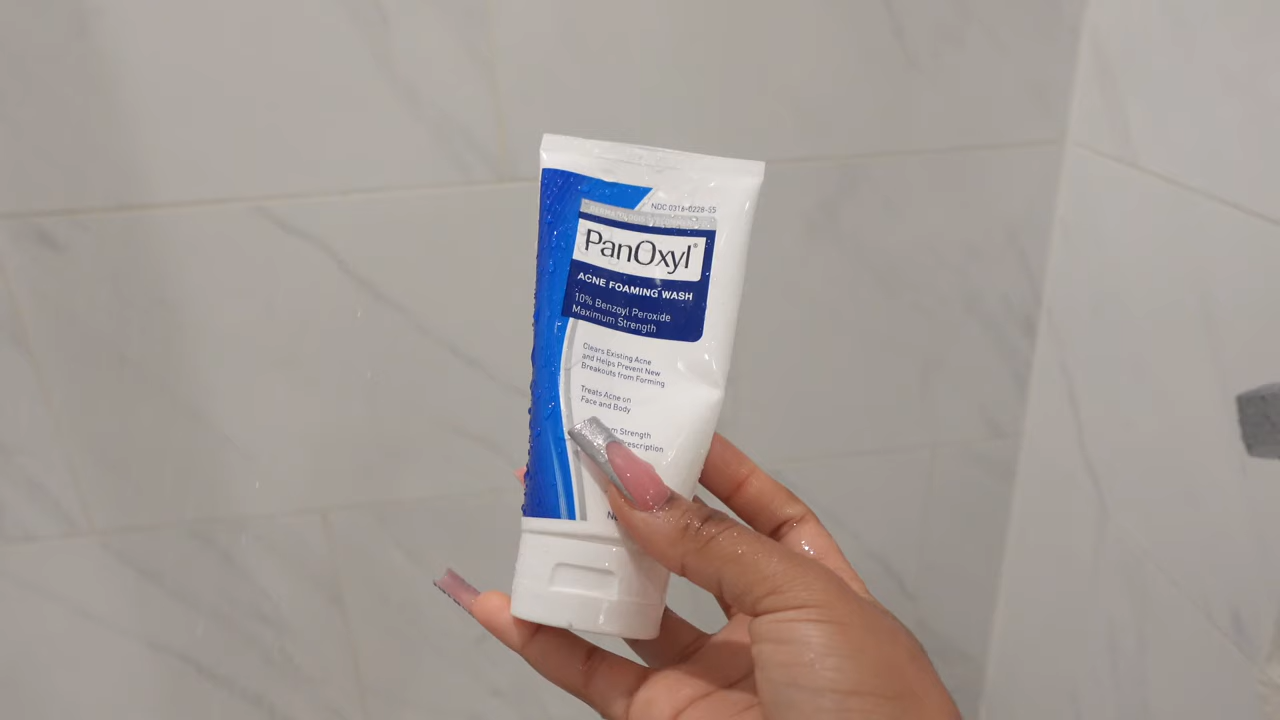 NDC 0316-0228-55
PanOxyl®
ACNE FOAMING WASH
10% Benzoyl Peroxide
Maximum Strength
Clears Existing Acne
and Helps Prevent New
Breakouts from Forming
Treats Acne on
Face and Body
Strength